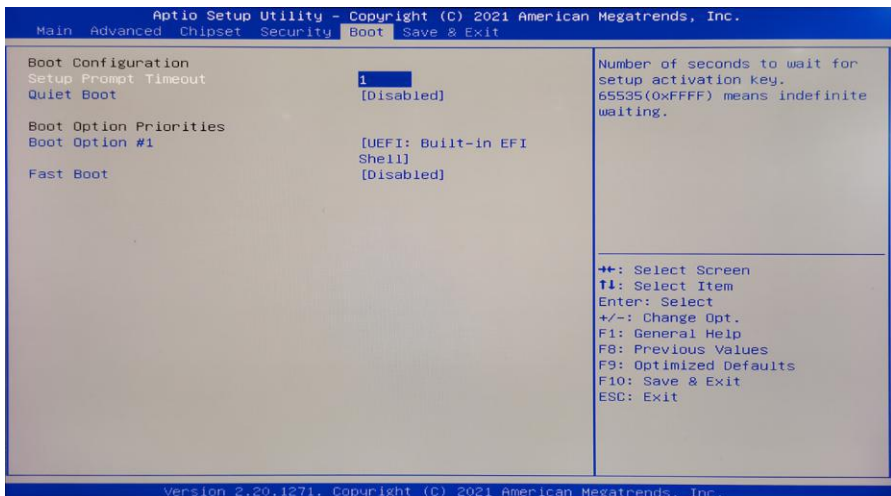 Aptio Setup Utility – Copyright (C) 2021 American Megatrends, Inc.
Main Advanced Chipset Security Boot Save & Exit
Boot Configuration
Setup Prompt Timeout 1
Quiet Boot [Disabled]
Boot Option Priorities
Boot Option #1 [UEFI: Built-in EFI
Shell]
Fast Boot [Disabled]
Number of seconds to wait for
setup activation key.
65535(0xFFFF) means indefinite
waiting.
→←: Select Screen
↑↓: Select Item
Enter: Select
+/-: Change Opt.
F1: General Help
F8: Previous Values
F9: Optimized Defaults
F10: Save & Exit
ESC: Exit
Version 2.20.1271. Copyright (C) 2021 American Megatrends, Inc.